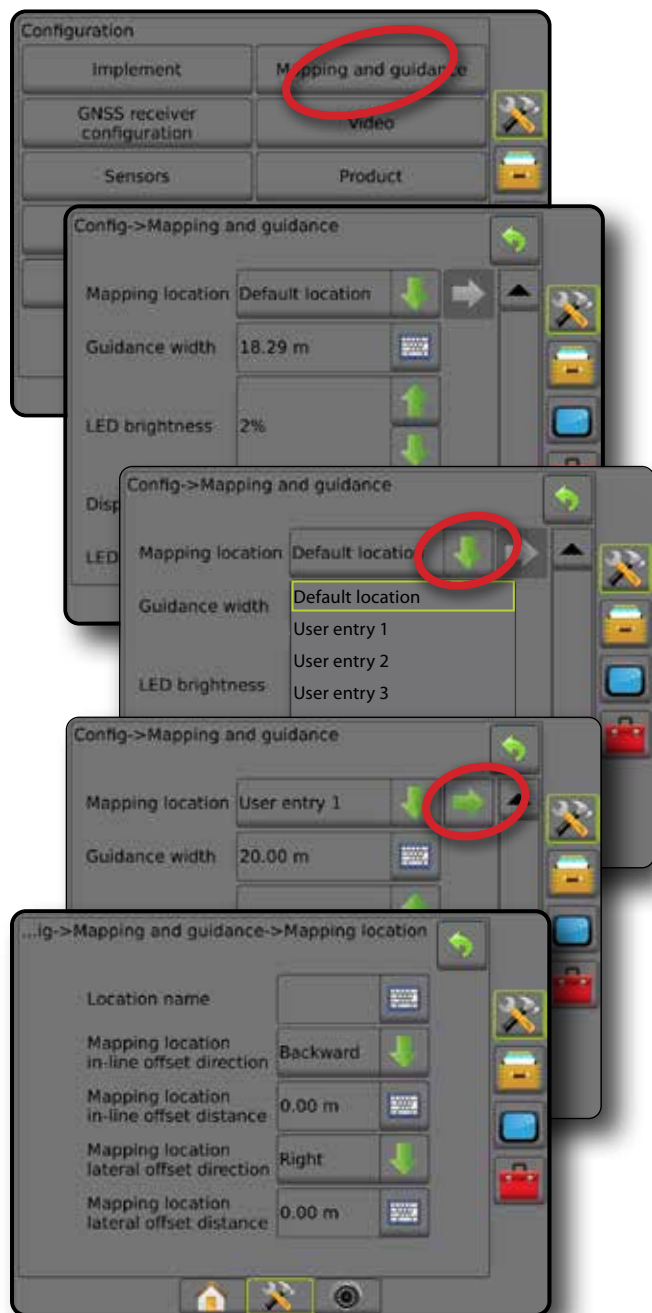 Configuration
Implement
Mapping and guidance
GNSS receiver
configuration
Video
Sensors
Product
Config->Mapping and guidance
Mapping location
Default location
Guidance width
18.29 m
LED brightness
2%
Disp
LED
Config->Mapping and guidance
Mapping location
Default location
Guidance width
Default location
User entry 1
User entry 2
LED brightness
User entry 3
Config->Mapping and guidance
Mapping location
User entry 1
Guidance width
20.00 m
...ig->Mapping and guidance->Mapping location
Location name
Mapping location
in-line offset direction
Backward
Mapping location
in-line offset distance
0.00 m
Mapping location
lateral offset direction
Right
Mapping location
lateral offset distance
0.00 m